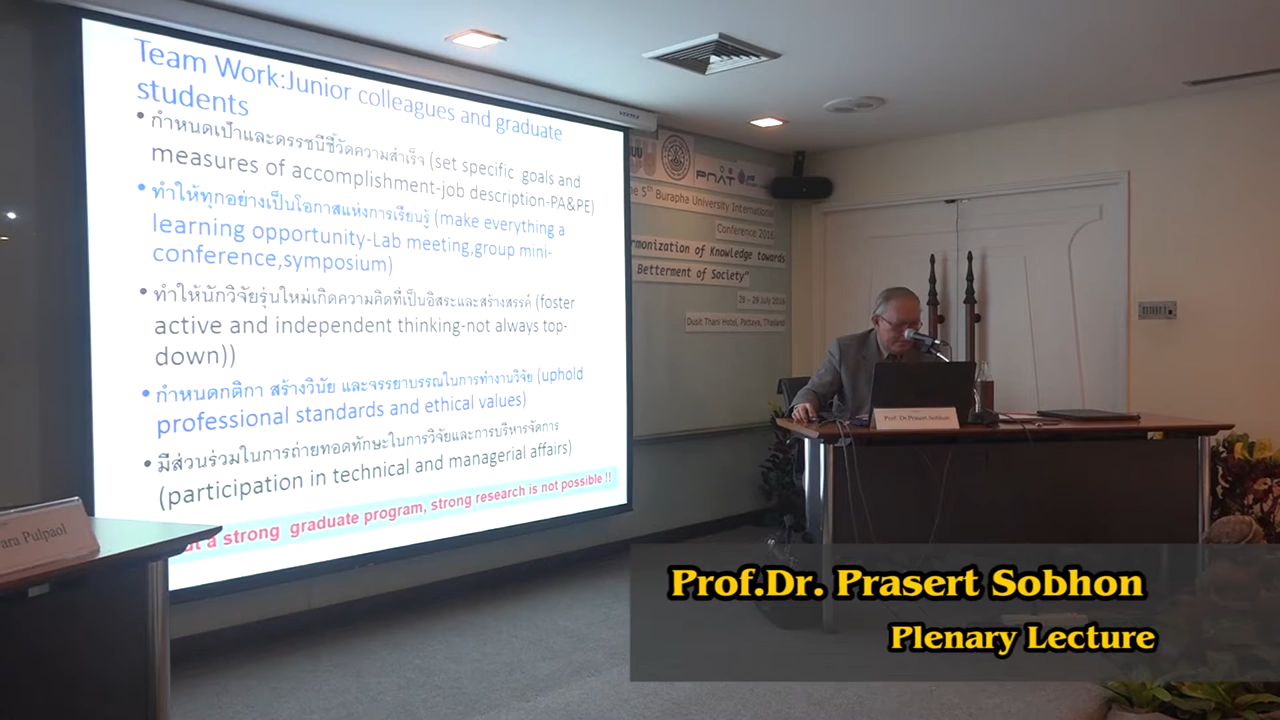 Team Work:Junior colleagues and graduate
students
• กำหนดเป้าและดรรชนีชี้วัดความสำเร็จ (set specific goals and
measures of accomplishment-job description-PA&PE)
• ทำให้ทุกอย่างเป็นโอกาสแห่งการเรียนรู้ (make everything a
learning opportunity-Lab meeting,group mini-
conference,symposium)
• ทำให้นักวิจัยรุ่นใหม่เกิดความคิดที่เป็นอิสระและสร้างสรรค์ (foster
active and independent thinking-not always top-
down))
• กำหนดกติกา สร้างวินัย และจรรยาบรรณในการทำงานวิจัย (uphold
professional standards and ethical values)
• มีส่วนร่วมในการถ่ายทอดทักษะในการวิจัยและการบริหารจัดการ
(participation in technical and managerial affairs)
a strong graduate program, strong research is not possible !!
PNAT
5th Burapha University International
Conference 2016
of Knowledge towards
Betterment of Society"
28 - 29 July 2016
Dusit Thani Hotel, Pattaya, Thailand
Prof. Dr.Prasert Sobhon
Pulpaol
Prof.Dr. Prasert Sobhon
Plenary Lecture